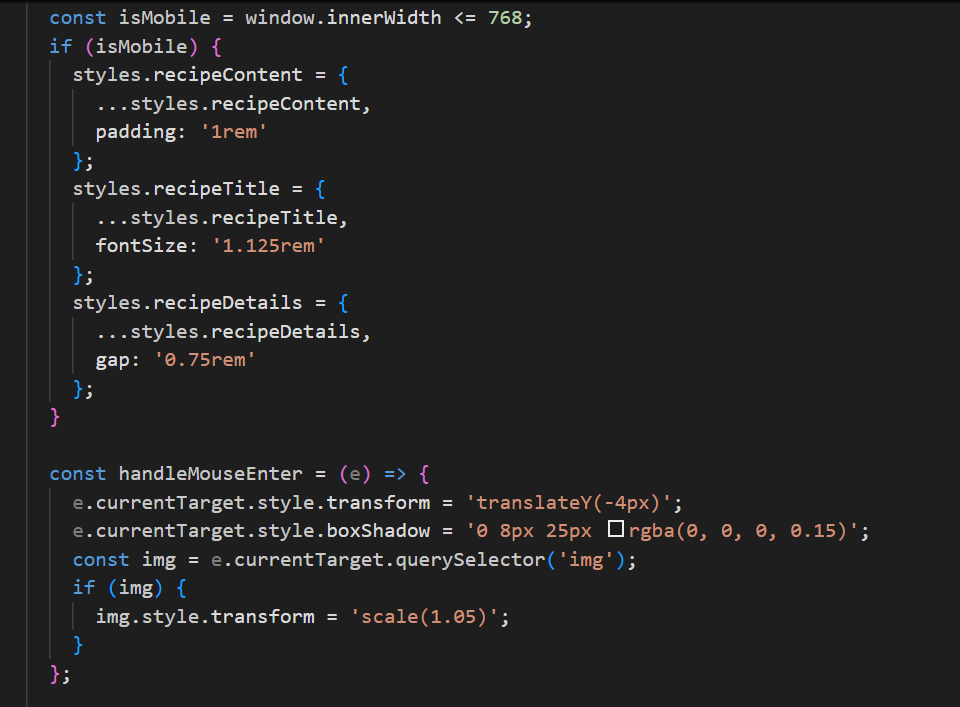 const isMobile = window.innerWidth <= 768;
if (isMobile) {
  styles.recipeContent = {
    ...styles.recipeContent,
    padding: '1rem'
  };
  styles.recipeTitle = {
    ...styles.recipeTitle,
    fontSize: '1.125rem'
  };
  styles.recipeDetails = {
    ...styles.recipeDetails,
    gap: '0.75rem'
  };
}

const handleMouseEnter = (e) => {
  e.currentTarget.style.transform = 'translateY(-4px)';
  e.currentTarget.style.boxShadow = '0 8px 25px rgba(0, 0, 0, 0.15)';
  const img = e.currentTarget.querySelector('img');
  if (img) {
    img.style.transform = 'scale(1.05)';
  }
};